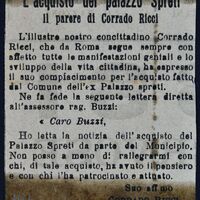 L'acquisto del palazzo Spreti
il parere di Corrado Ricci
L'illustre nostro concittadino Corrado
Ricci, che da Roma segue sempre con
affetto tutte le manifestazioni geniali e lo
sviluppo della vita cittadina, ha espresso
il suo compiacimento per l'acquisto fatto
dal Comune dell'ex Palazzo Spreti.
Ne fa fede la seguente lettera diretta
all'assessore rag. Buzzi:
« Caro Buzzi,
Ho letta la notizia dell'acquisto del
Palazzo Spreti da parte del Municipio.
Non posso a meno di rallegrarmi con
chi, di tale acquisto, ha avuto il pensiero
e con chi l'ha patrocinato e attuato.
Suo aff.mo
CORRADO RICCI